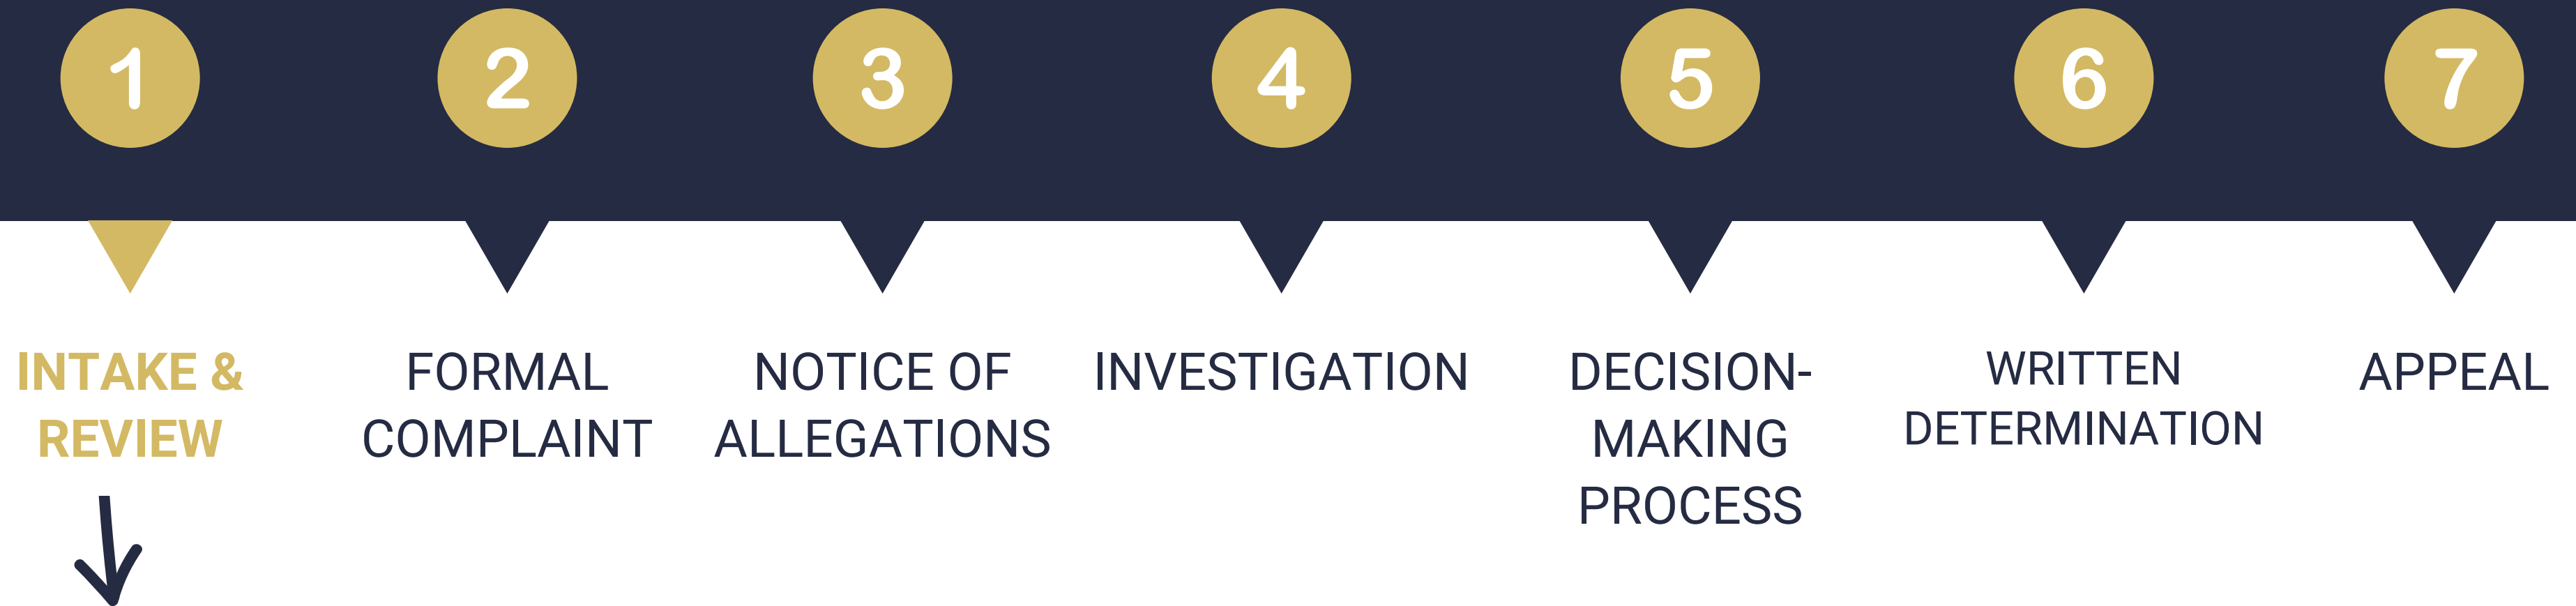 1
2
3
4
5
6
7
INTAKE &
REVIEW
FORMAL
COMPLAINT
NOTICE OF
ALLEGATIONS
INVESTIGATION
DECISION-
MAKING
PROCESS
WRITTEN
DETERMINATION
APPEAL